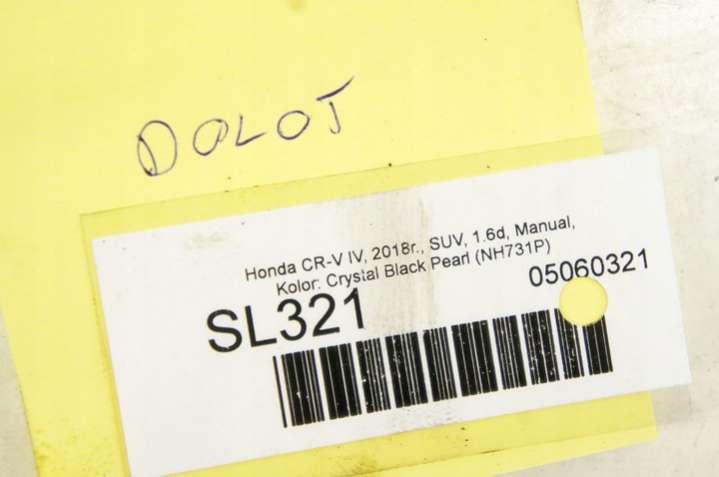 DOLOT
Honda CR-V IV, 2018r., SUV, 1.6d, Manual,
Kolor: Crystal Black Pearl (NH731P)
05060321
SL321